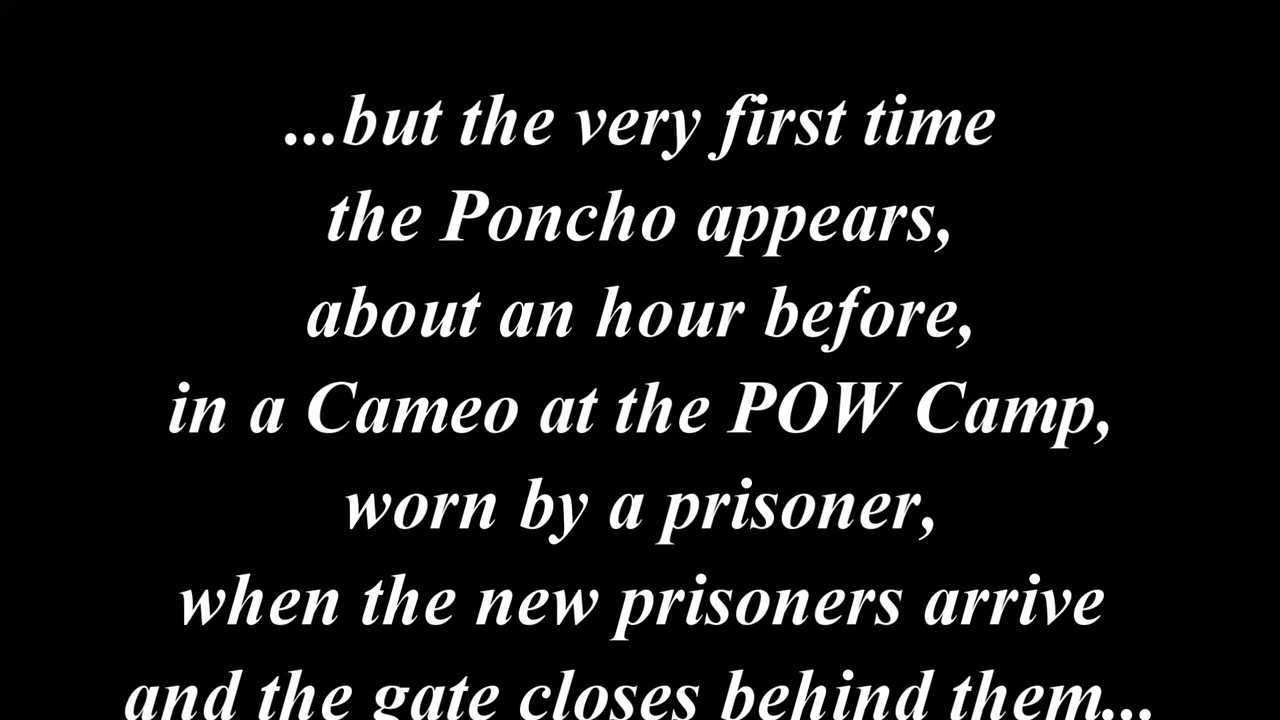 ...but the very first time
the Poncho appears,
about an hour before,
in a Cameo at the POW Camp,
worn by a prisoner,
when the new prisoners arrive
and the gate closes behind them...